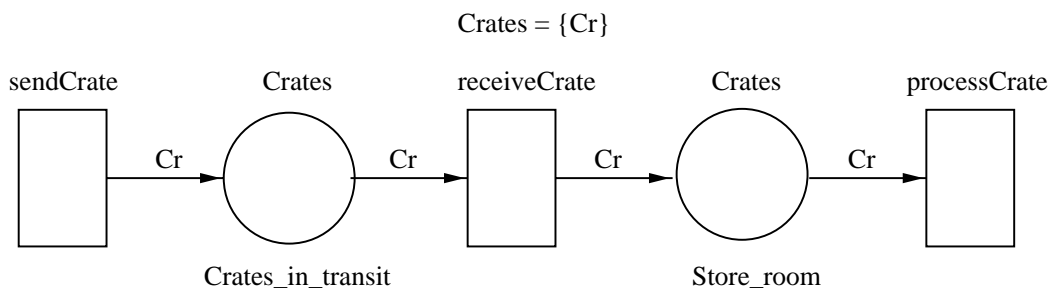 Crates = {Cr}
sendCrate
Crates
receiveCrate
Crates
processCrate
Cr
Cr
Cr
Cr
Crates_in_transit
Store_room